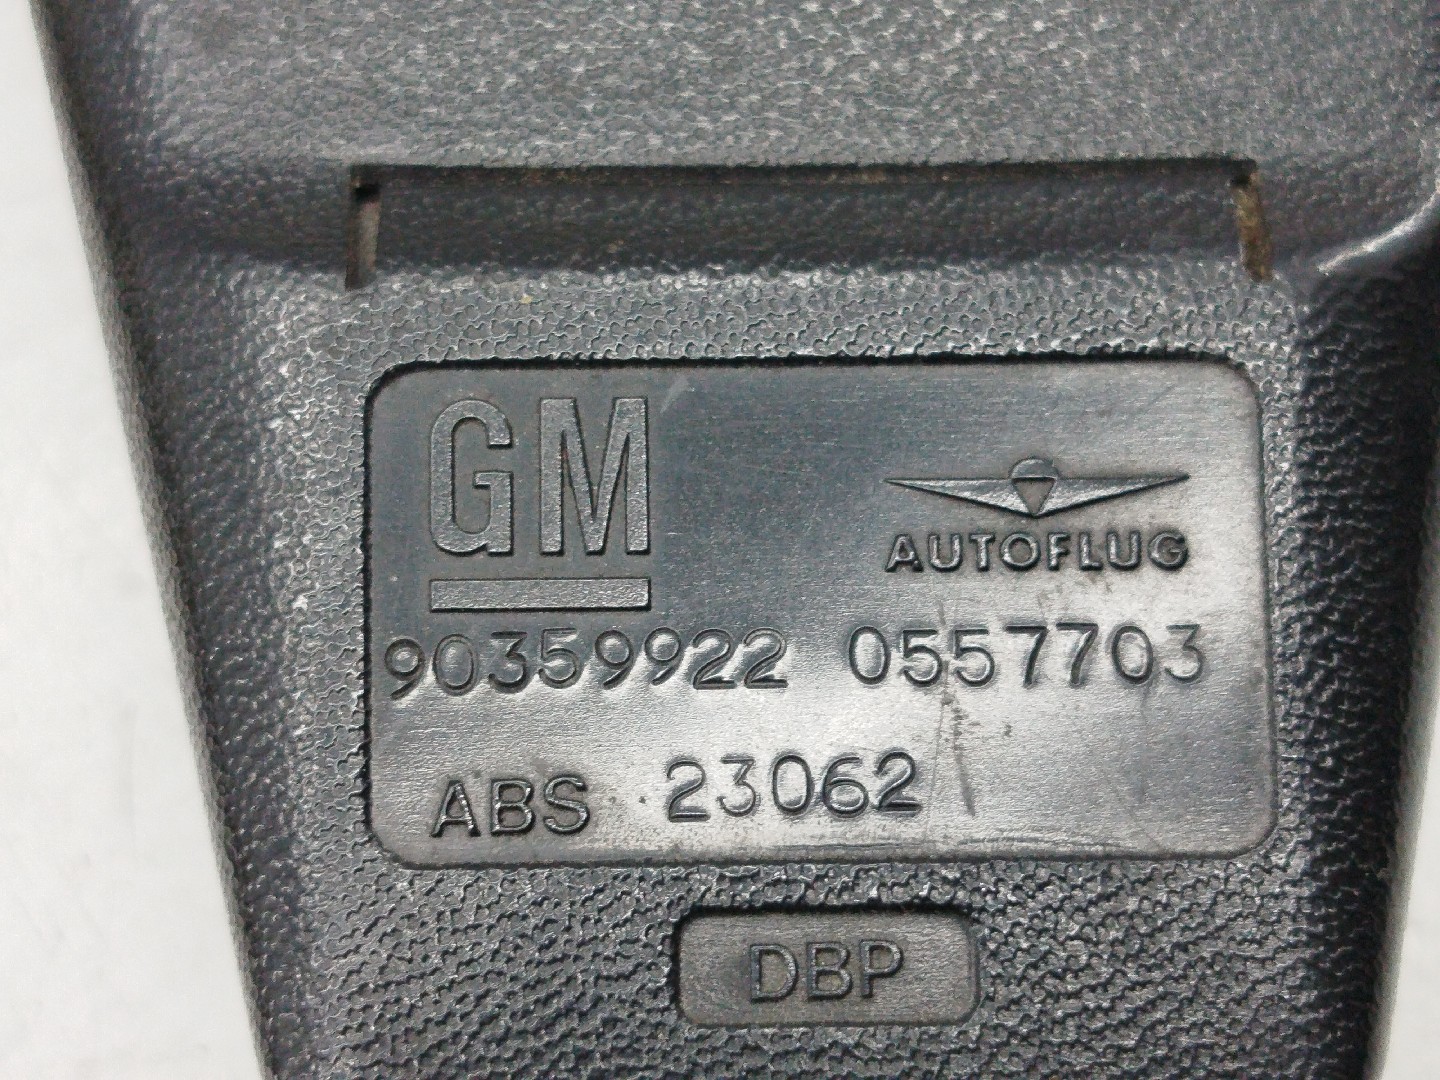 GM
AUTOFLUG
90359922 0557703
ABS 23062
DBP